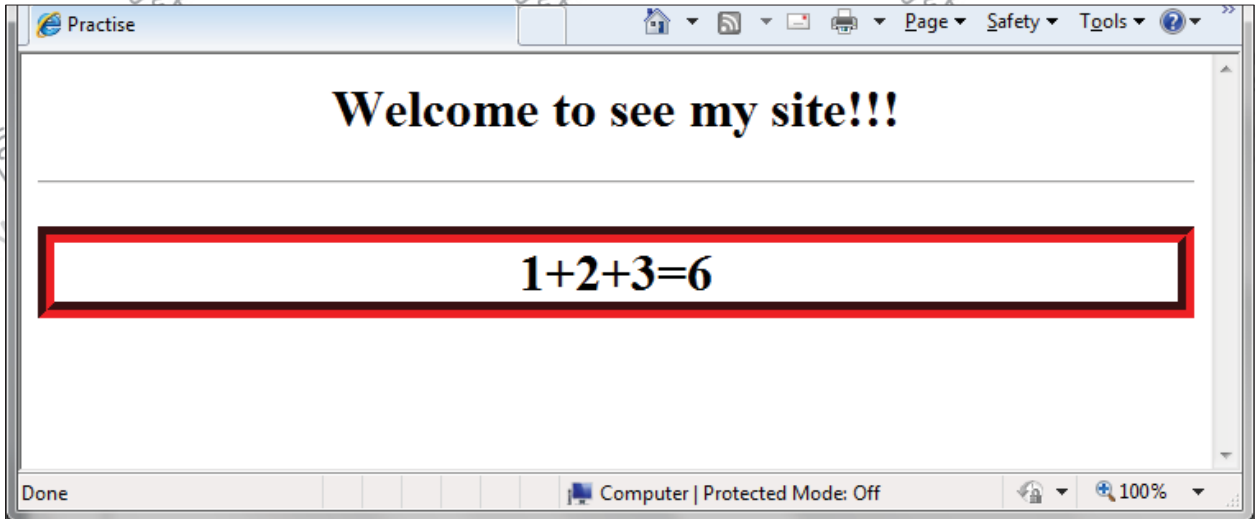 Practise
Page Safety Tools
Welcome to see my site!!!
1+2+3=6
Done Computer | Protected Mode: Off 100%